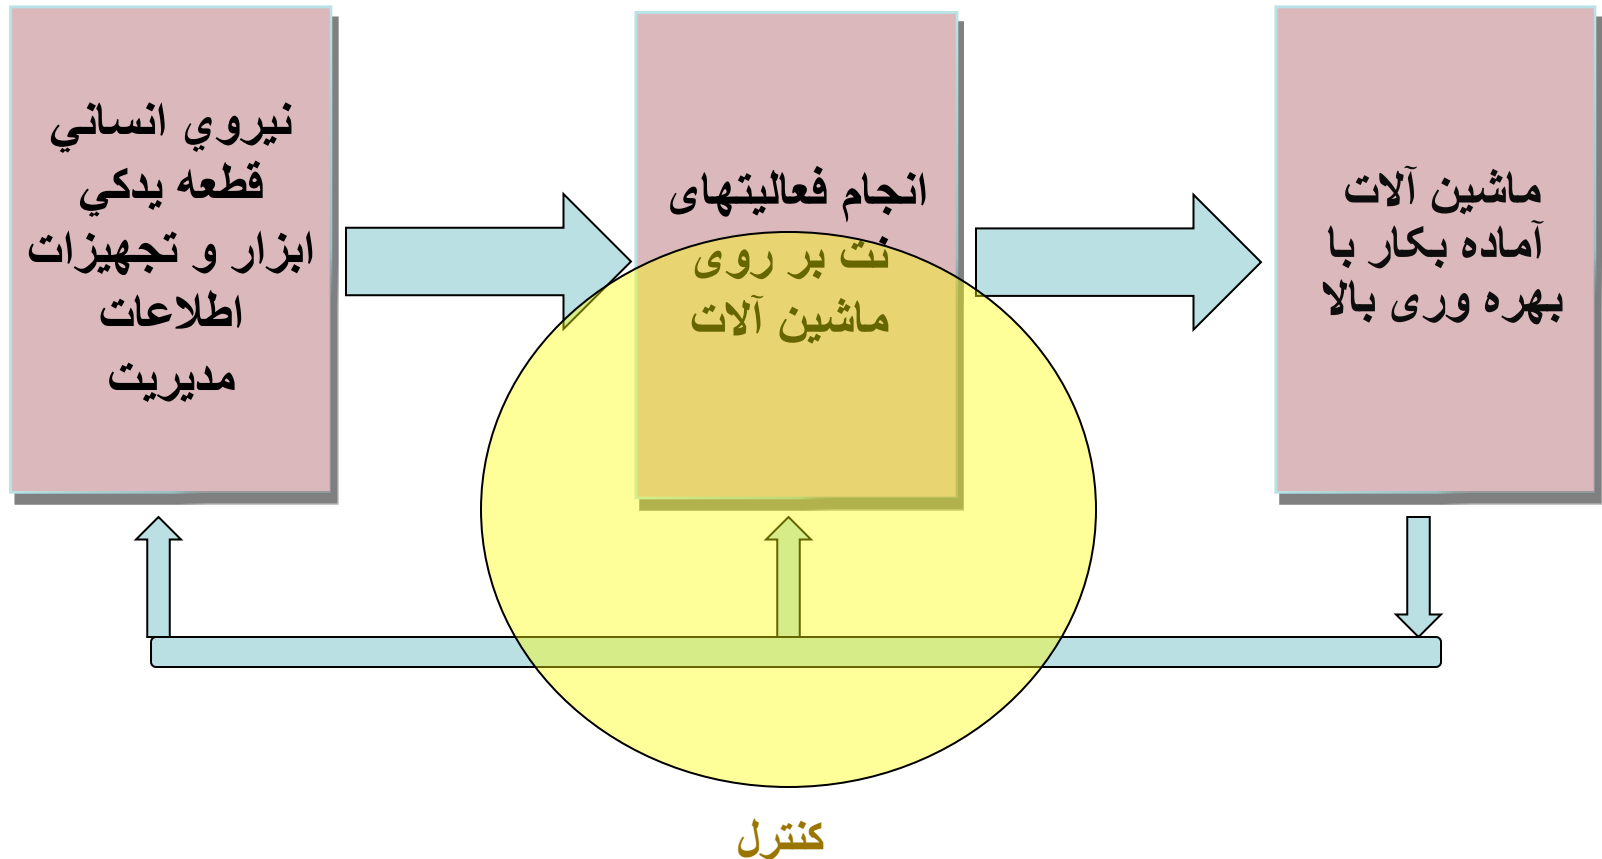 نيروي انساني
قطعه يدكي
ابزار و تجهيزات
اطلاعات
مديريت
انجام فعالیتهای
نت بر روی
ماشین آلات
ماشین آلات
آماده بکار با
بهره وری بالا
کنترل